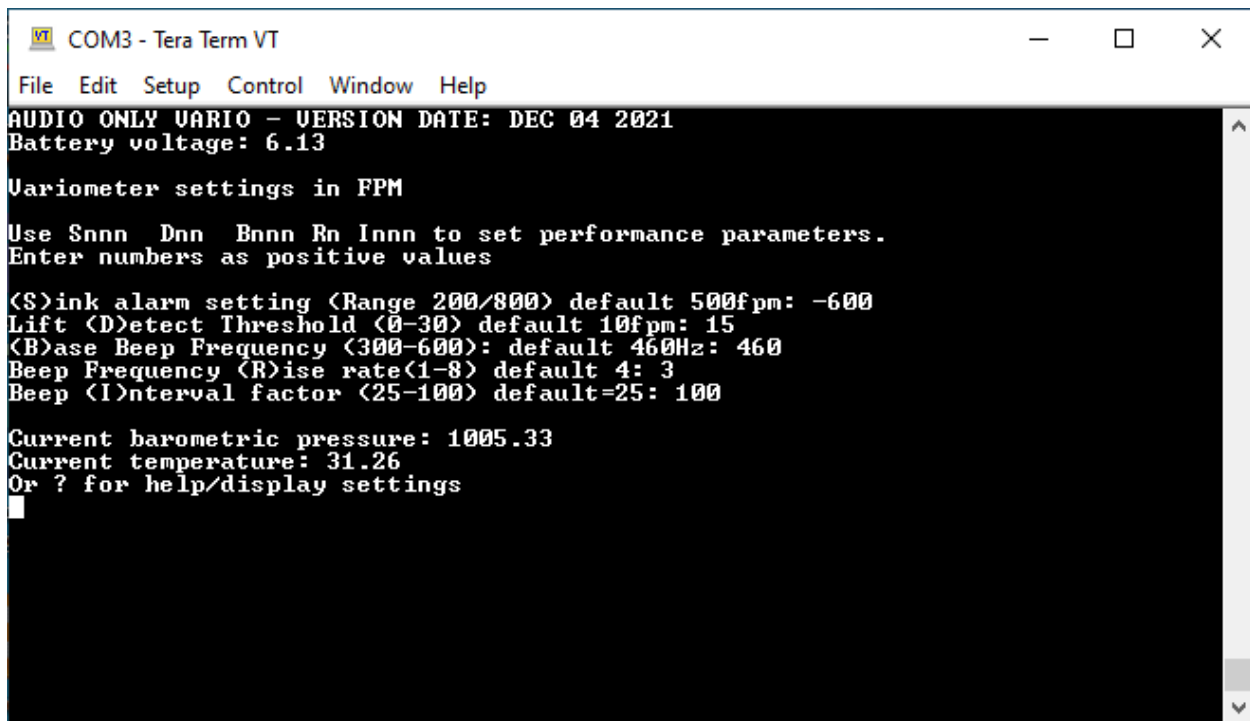 COM3 - Tera Term VT
File Edit Setup Control Window Help
AUDIO ONLY VARIO - VERSION DATE: DEC 04 2021
Battery voltage: 6.13
Variometer settings in FPM
Use Snnn  Dnn  Bnnn Rn Innn to set performance parameters.
Enter numbers as positive values
(S)ink alarm setting (Range 200/800) default 500fpm: -600
Lift (D)etect Threshold (0-30) default 10fpm: 15
(B)ase Beep Frequency (300-600): default 460Hz: 460
Beep Frequency (R)ise rate(1-8) default 4: 3
Beep (I)nterval factor (25-100) default=25: 100
Current barometric pressure: 1005.33
Current temperature: 31.26
Or ? for help/display settings